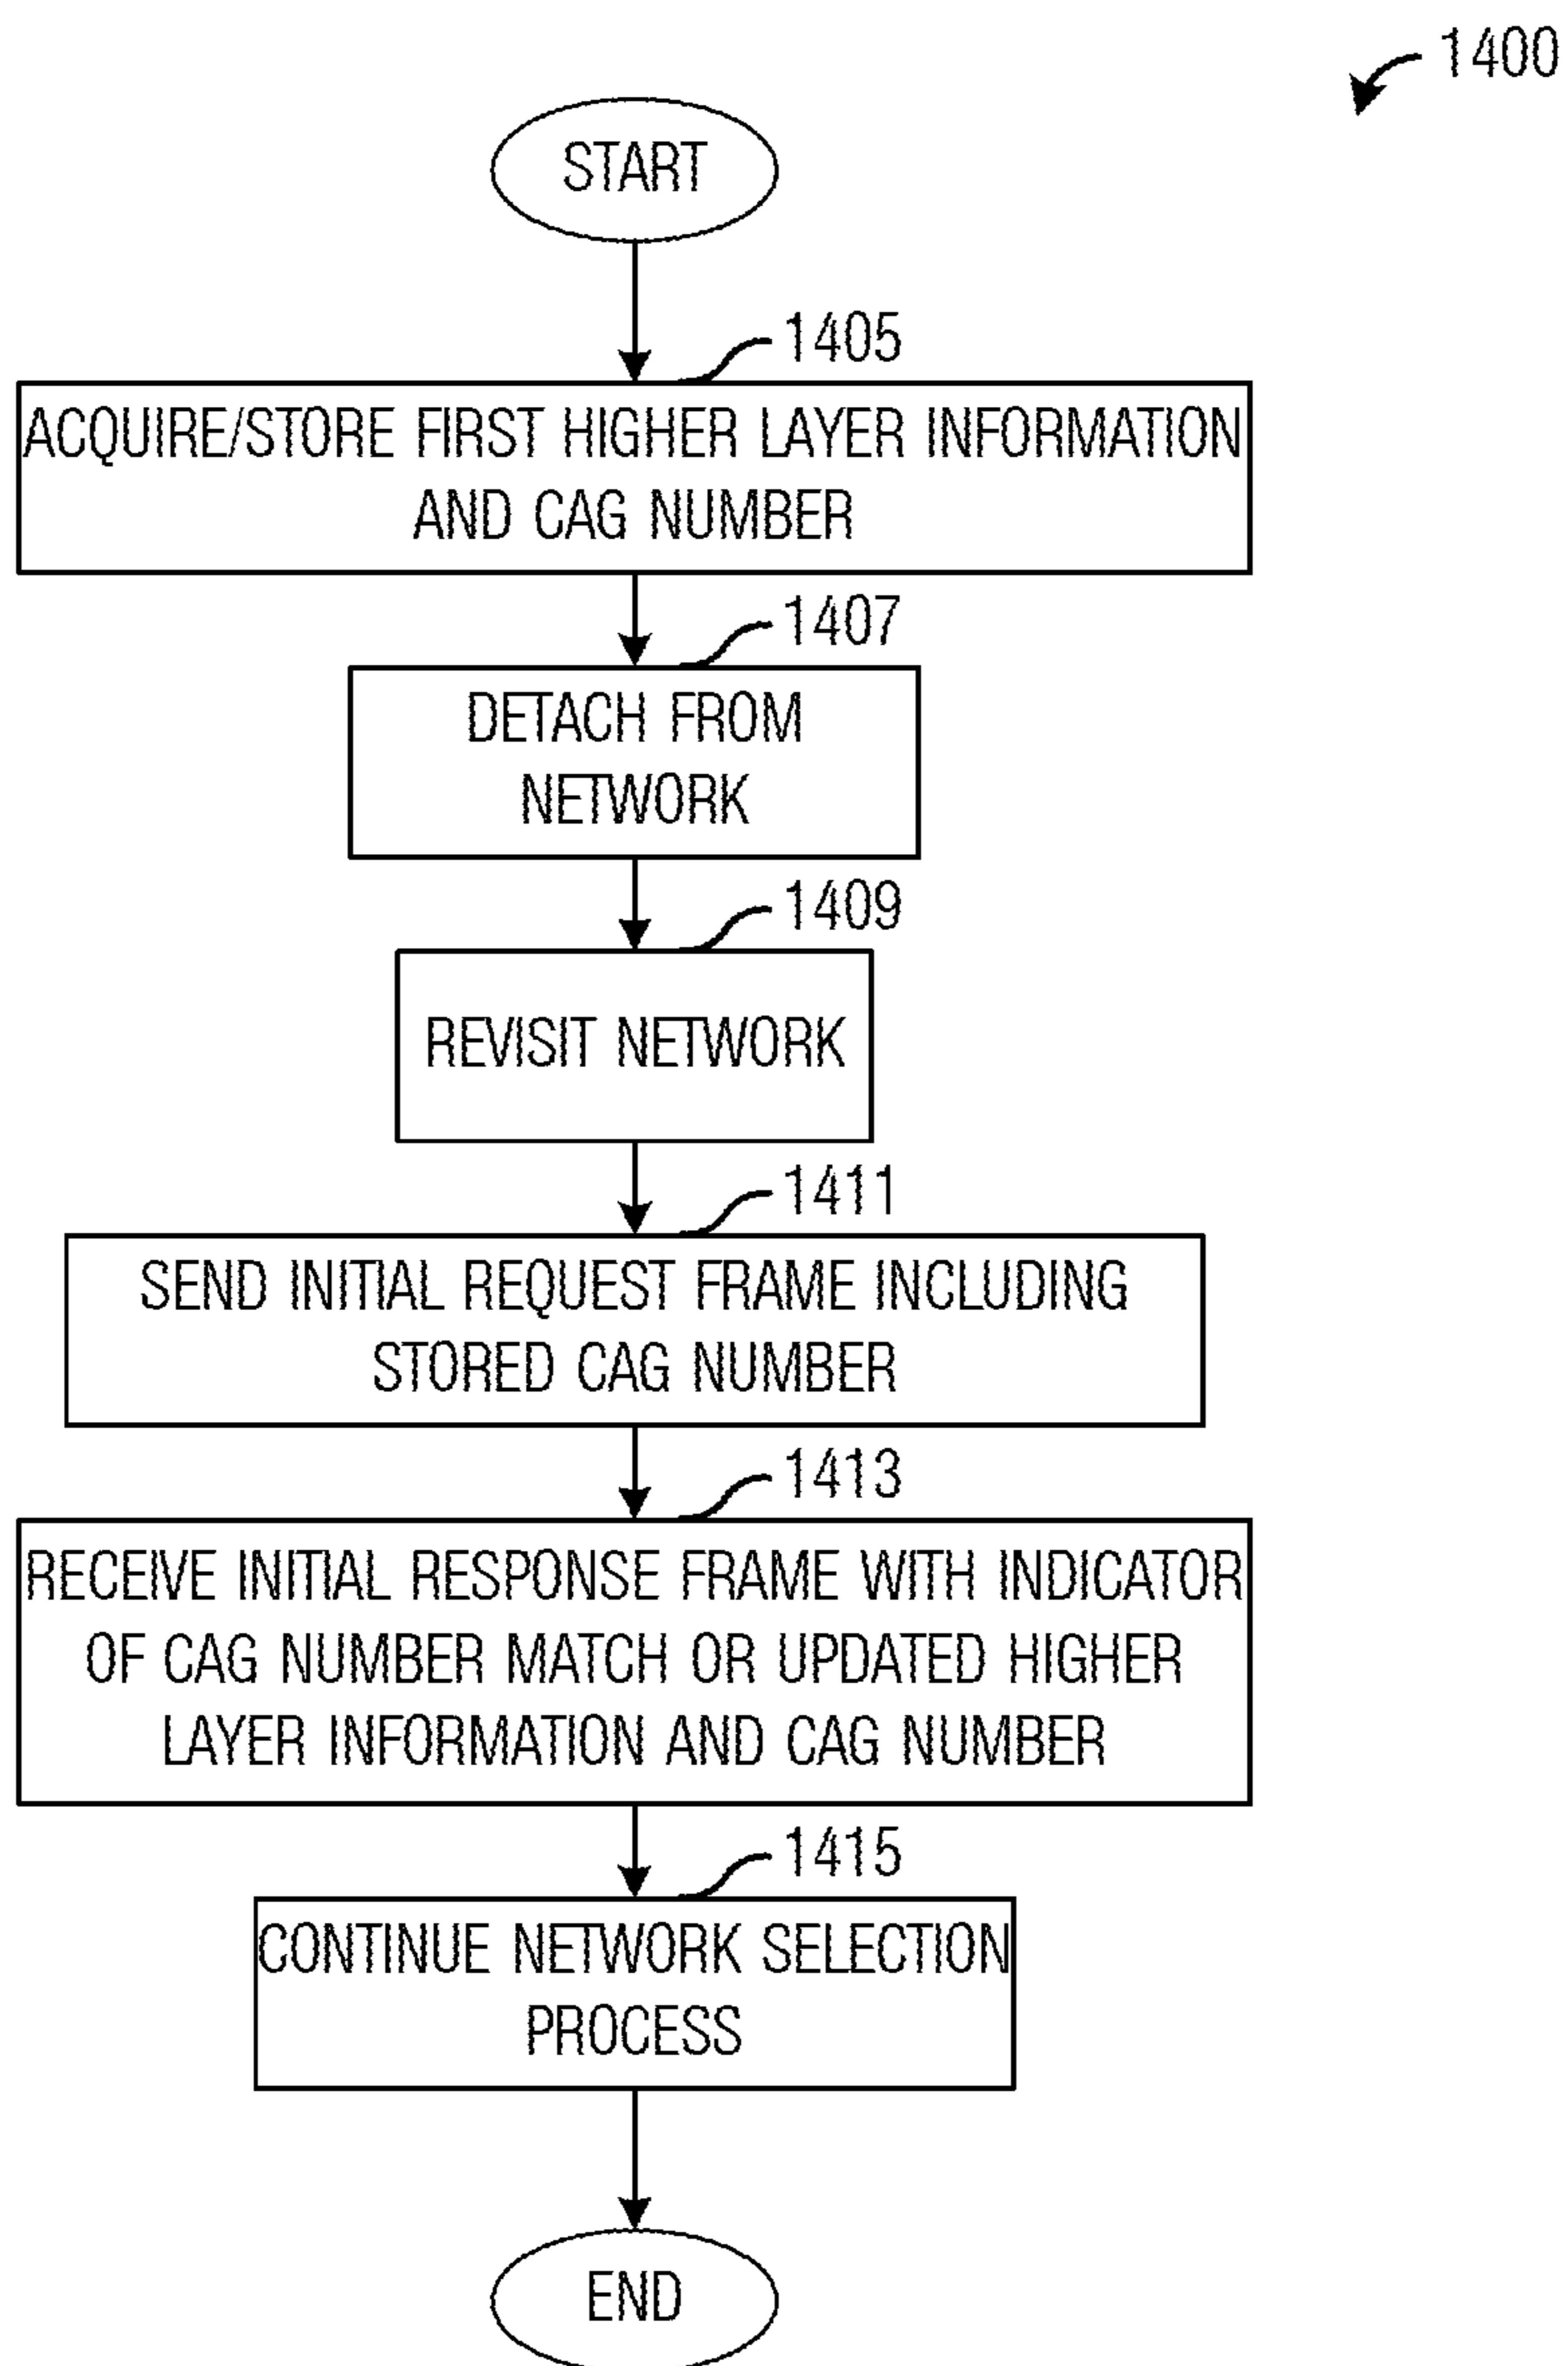 1400
START
1405
ACQUIRE/STORE FIRST HIGHER LAYER INFORMATION
AND CAG NUMBER
1407
DETACH FROM
NETWORK
1409
REVISIT NETWORK
1411
SEND INITIAL REQUEST FRAME INCLUDING
STORED CAG NUMBER
1413
RECEIVE INITIAL RESPONSE FRAME WITH INDICATOR
OF CAG NUMBER MATCH OR UPDATED HIGHER
LAYER INFORMATION AND CAG NUMBER
1415
CONTINUE NETWORK SELECTION
PROCESS
END